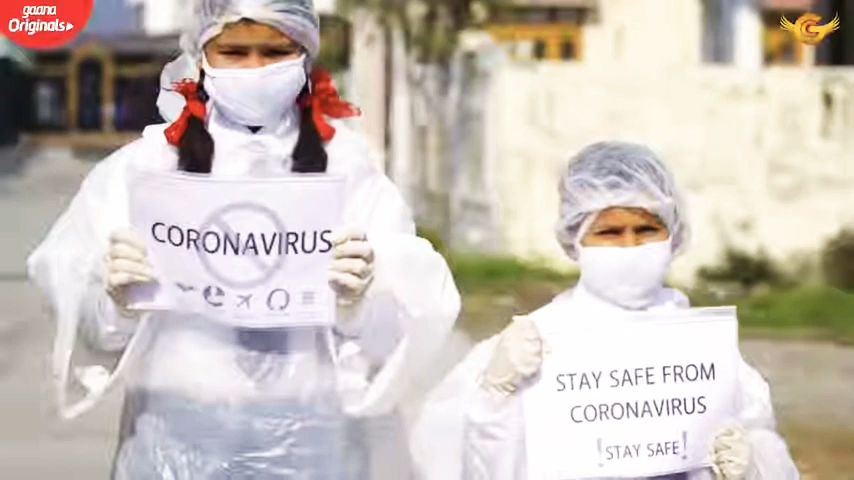 gaana
Originals
G
CORONAVIRUS
STAY SAFE FROM
CORONAVIRUS
!STAY SAFE!